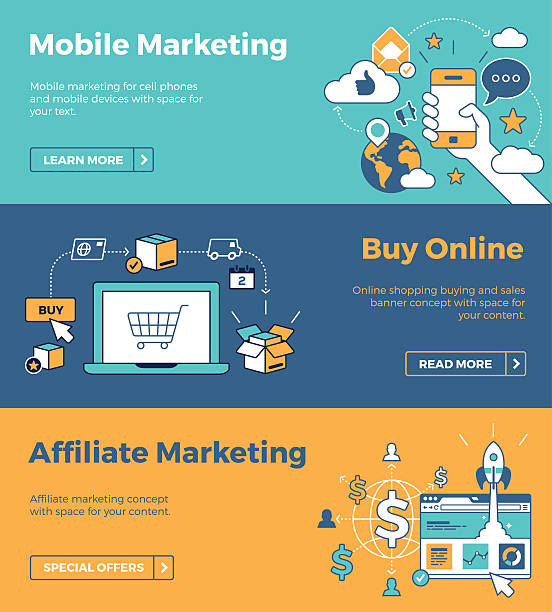 Mobile Marketing
Mobile marketing for cell phones
and mobile devices with space for
your text.
LEARN MORE
Buy Online
Online shopping buying and sales
banner concept with space for
your content.
READ MORE
BUY
2
Affiliate Marketing
Affiliate marketing concept
with space for your content.
SPECIAL OFFERS
$
$
$
$